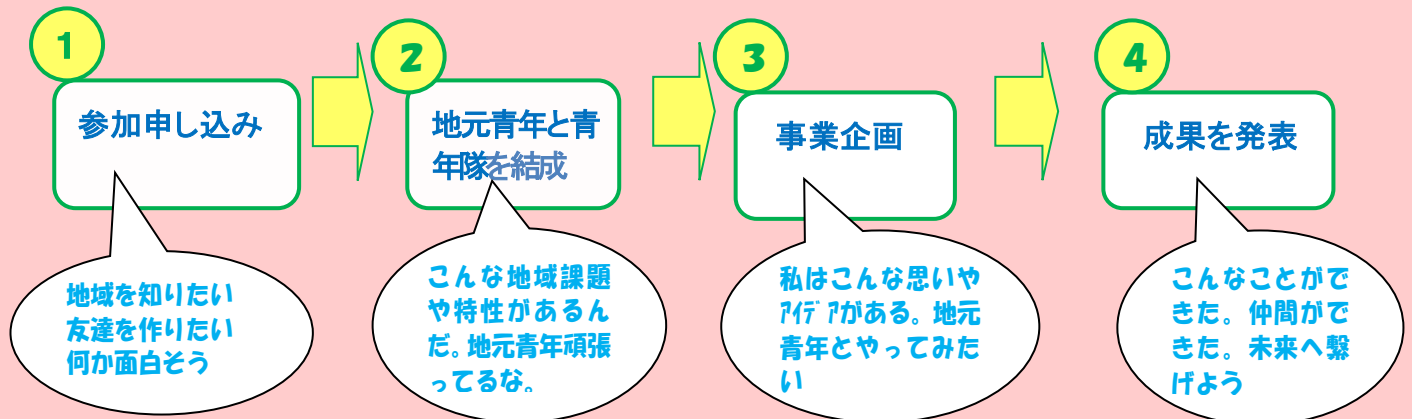 1
参加申し込み
地域を知りたい
友達を作りたい
何か面白そう
2
地元青年と青
年隊を結成
こんな地域課題
や特性があるん
だ。地元青年頑張
ってるな。
3
事業企画
私はこんな思いや
ｱｲﾃﾞｱがある。地元
青年とやってみた
い
4
成果を発表
こんなことがで
きた。仲間がで
きた。未来へ繋
げよう